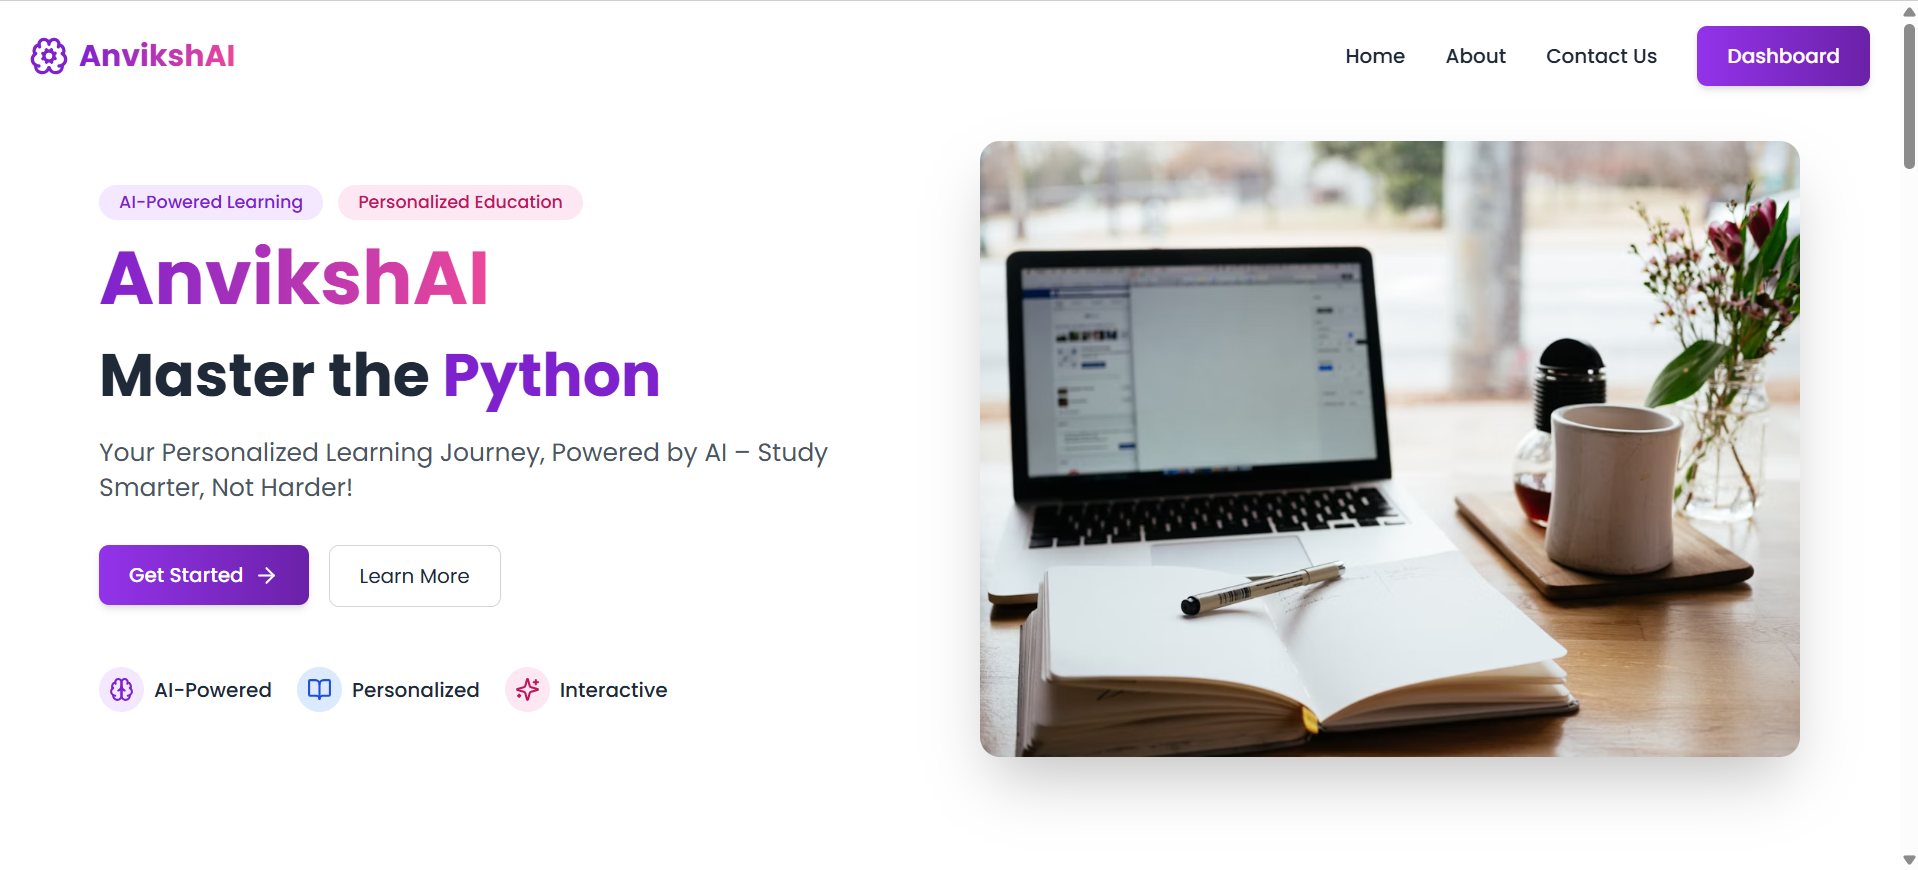 AnvikshAI
Home
About
Contact Us
Dashboard
AI-Powered Learning
Personalized Education
AnvikshAI
Master the Python
Your Personalized Learning Journey, Powered by AI – Study
Smarter, Not Harder!
Get Started →
Learn More
AI-Powered
Personalized
Interactive